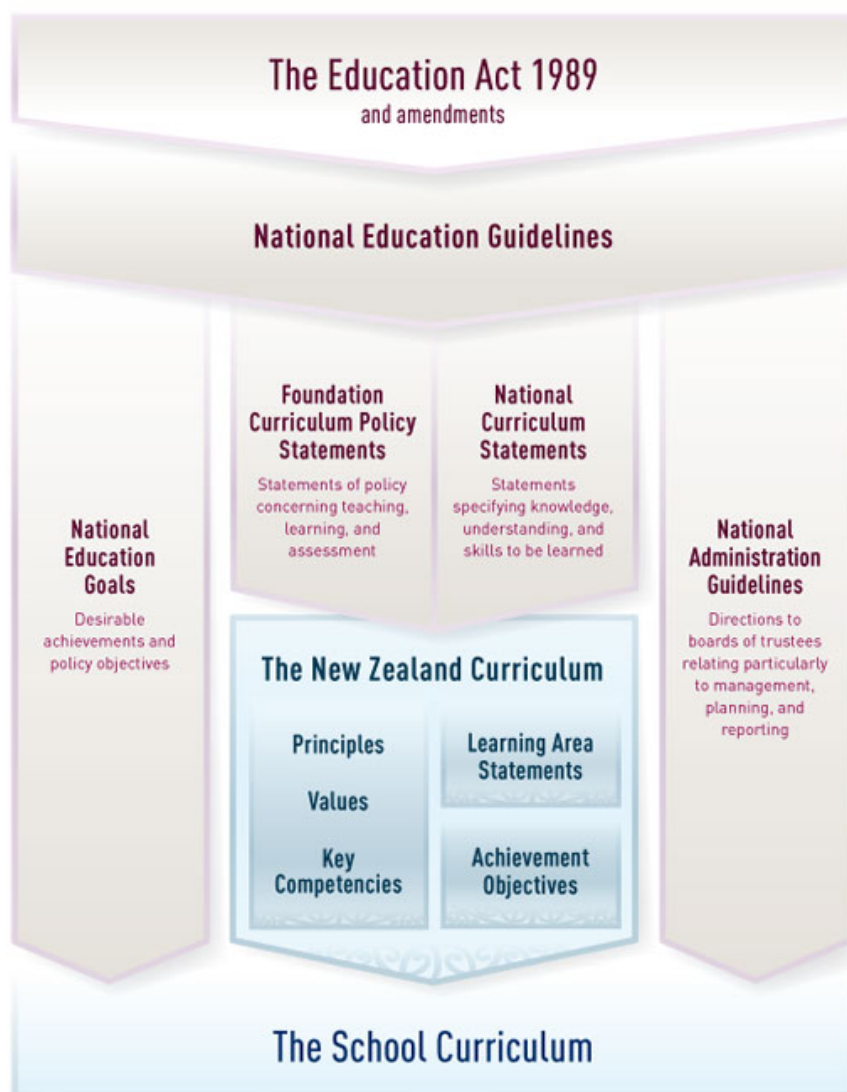 The Education Act 1989
and amendments
National Education Guidelines
Foundation
Curriculum Policy
Statements
Statements of policy
concerning teaching,
learning, and
assessment
National
Curriculum
Statements
Statements
specifying knowledge,
understanding, and
skills to be learned
National
Education
Goals
Desirable
achievements and
policy objectives
National
Administration
Guidelines
Directions to
boards of trustees
relating particularly
to management,
planning, and
reporting
The New Zealand Curriculum
Principles
Values
Key
Competencies
Learning Area
Statements
Achievement
Objectives
The School Curriculum